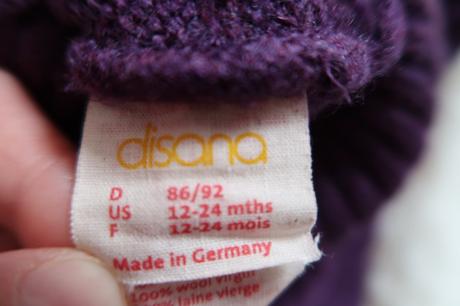 disana
D 86/92
US 12-24 mths
F 12-24 mois
Made in Germany
100% wool virgin
laine vierge